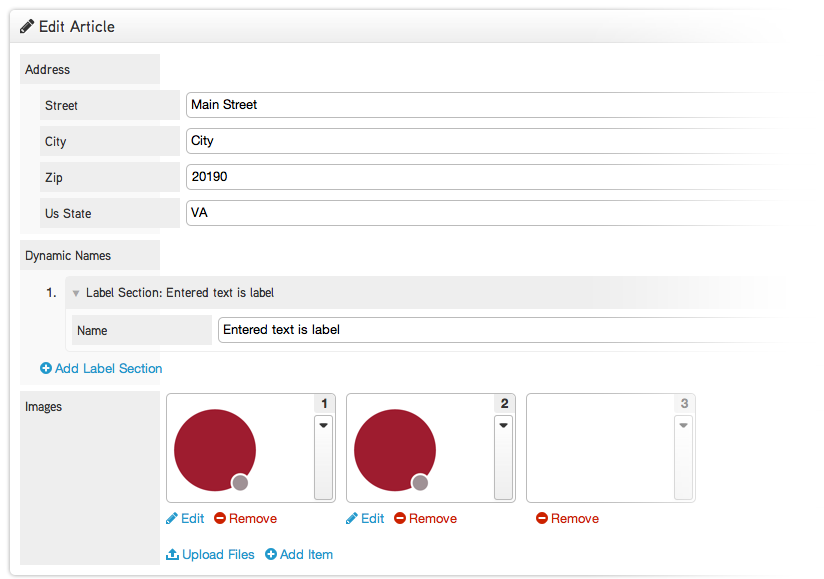 Edit Article
Address
Street Main Street
City City
Zip 20190
Us State VA
Dynamic Names
1. Label Section: Entered text is label
Name Entered text is label
Add Label Section
Images 1 2 3
Edit Remove Edit Remove Remove
Upload Files Add Item